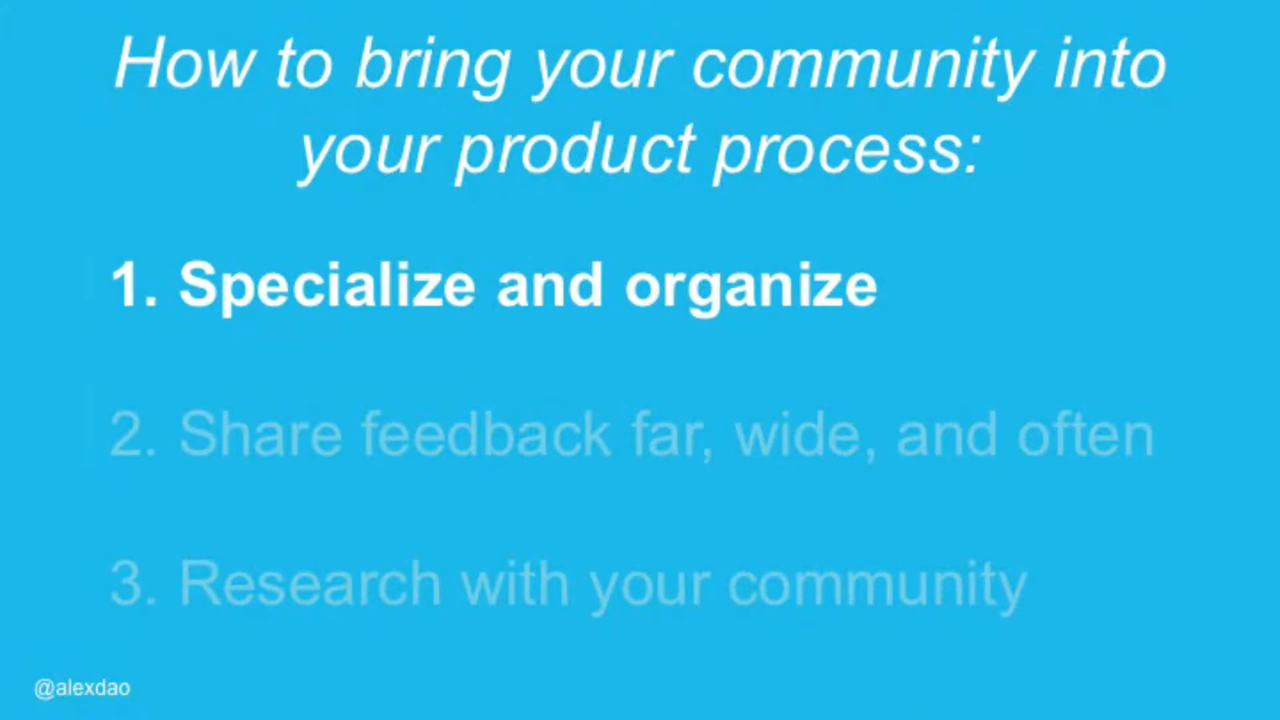 How to bring your community into
your product process:
1. Specialize and organize
2. Share feedback far, wide, and often
3. Research with your community
@alexdao